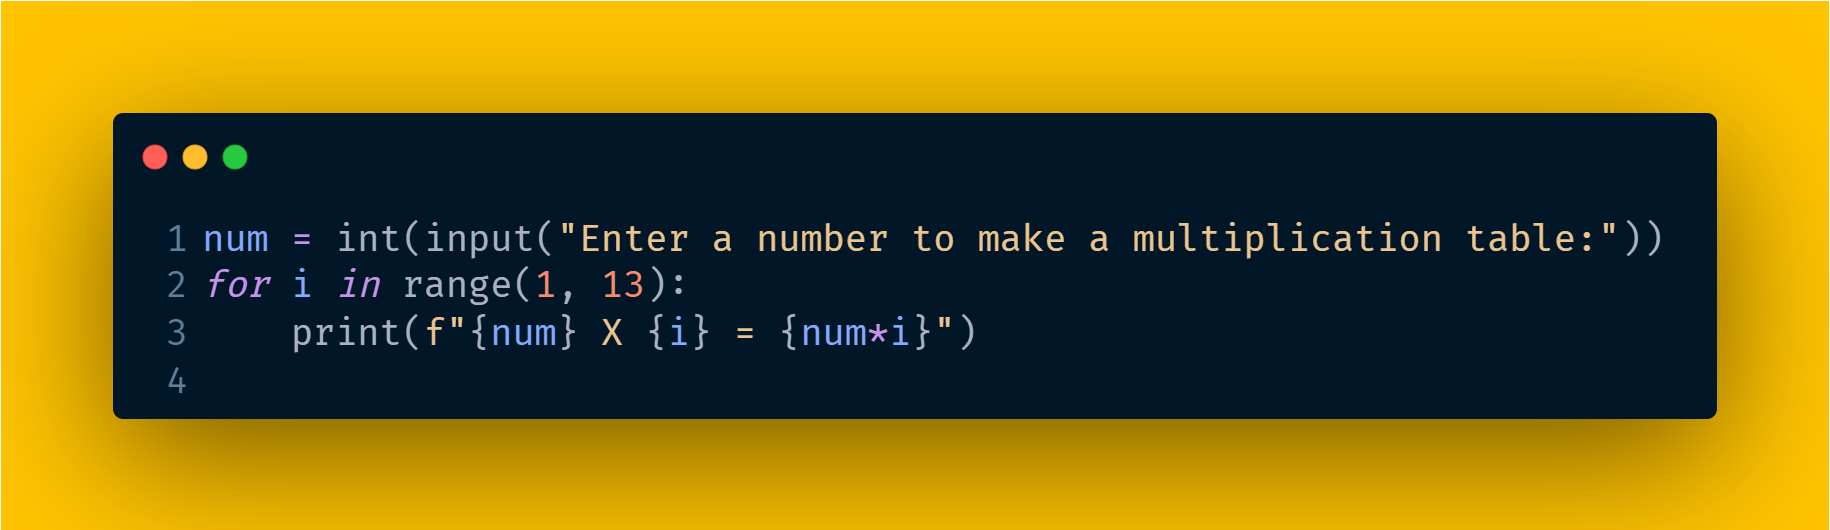 1 num = int(input("Enter a number to make a multiplication table:"))
2 for i in range(1, 13):
3     print(f"{num} X {i} = {num*i}")
4